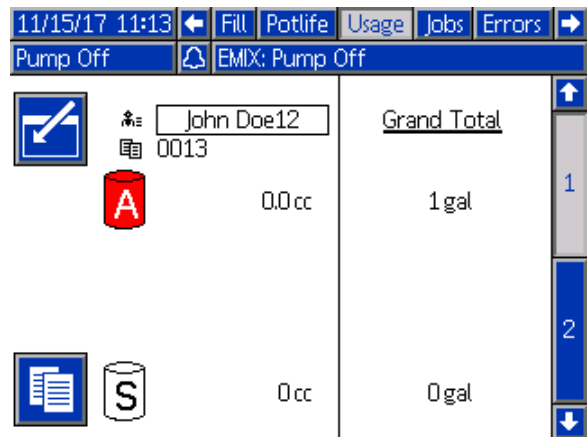 11/15/17 11:13 Fill Potlife Usage Jobs Errors
Pump Off EMIX: Pump Off
John Doe12 Grand Total
0013
A 0.0 cc 1 gal
1
2
S 0 cc 0 gal